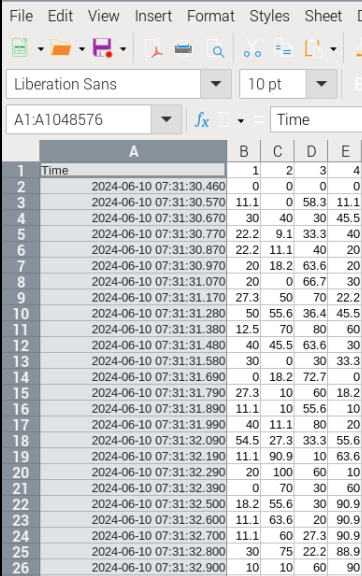 File Edit View Insert Format Styles Sheet
Liberation Sans 10 pt
A1:A1048576 fx Σ = Time
A B C D E
1 Time 1 2 3 4
2 2024-06-10 07:31:30.460 0 0 0 0
3 2024-06-10 07:31:30.570 11.1 0 58.3 11.1
4 2024-06-10 07:31:30.670 30 40 30 45.5
5 2024-06-10 07:31:30.770 22.2 9.1 33.3 40
6 2024-06-10 07:31:30.870 22.2 11.1 40 20
7 2024-06-10 07:31:30.970 20 18.2 63.6 20
8 2024-06-10 07:31:31.070 20 0 66.7 30
9 2024-06-10 07:31:31.170 27.3 50 70 22.2
10 2024-06-10 07:31:31.280 50 55.6 36.4 45.5
11 2024-06-10 07:31:31.380 12.5 70 80 60
12 2024-06-10 07:31:31.480 40 45.5 63.6 30
13 2024-06-10 07:31:31.580 30 0 30 33.3
14 2024-06-10 07:31:31.690 0 18.2 72.7 0
15 2024-06-10 07:31:31.790 27.3 10 60 18.2
16 2024-06-10 07:31:31.890 11.1 10 55.6 10
17 2024-06-10 07:31:31.990 40 11.1 80 20
18 2024-06-10 07:31:32.090 54.5 27.3 33.3 55.6
19 2024-06-10 07:31:32.190 11.1 90.9 10 63.6
20 2024-06-10 07:31:32.290 20 100 60 10
21 2024-06-10 07:31:32.390 0 70 30 60
22 2024-06-10 07:31:32.500 18.2 55.6 30 90.9
23 2024-06-10 07:31:32.600 11.1 63.6 20 90.9
24 2024-06-10 07:31:32.700 11.1 60 27.3 90.9
25 2024-06-10 07:31:32.800 30 75 22.2 88.9
26 2024-06-10 07:31:32.900 10 10 60 90